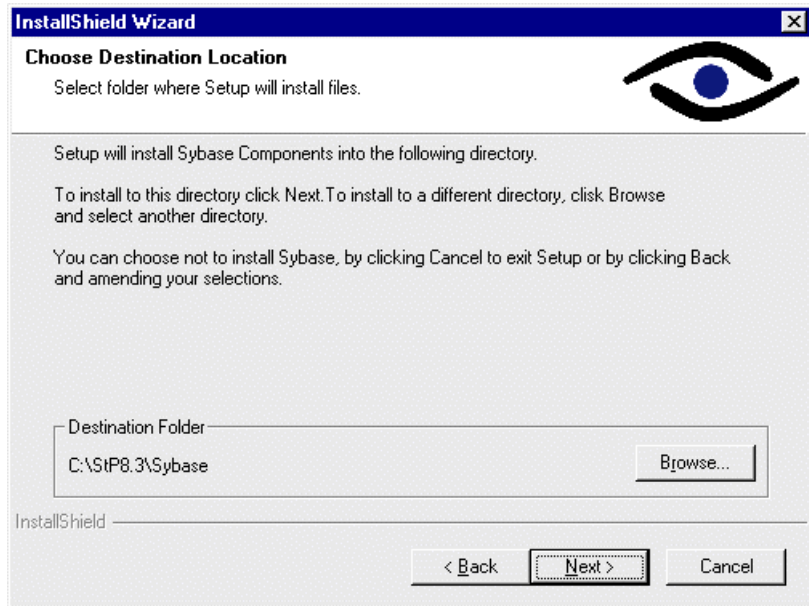 InstallShield Wizard
Choose Destination Location
Select folder where Setup will install files.
Setup will install Sybase Components into the following directory.
To install to this directory click Next.To install to a different directory, clisk Browse
and select another directory.
You can choose not to install Sybase, by clicking Cancel to exit Setup or by clicking Back
and amending your selections.
Destination Folder
C:\StP8.3\Sybase
Browse...
InstallShield
< Back
Next >
Cancel